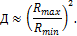 Д ≈ (R_max / R_min)².